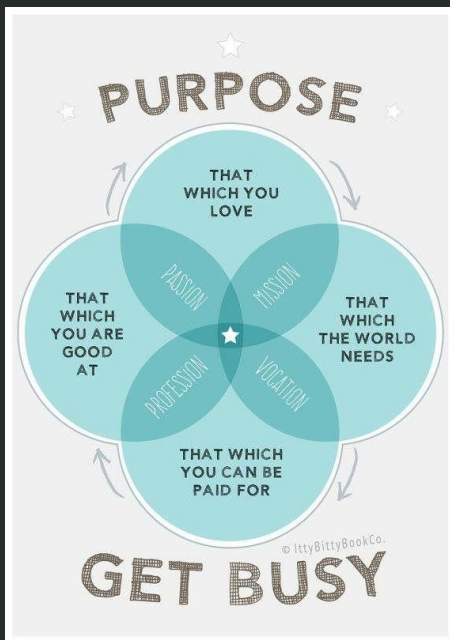 PURPOSE
THAT
WHICH YOU
LOVE
PASSION
MISSION
THAT
WHICH
YOU ARE
GOOD
AT
THAT
WHICH
THE WORLD
NEEDS
PROFESSION
VOCATION
THAT WHICH
YOU CAN BE
PAID FOR
© IttyBittyBookCo.
GET BUSY